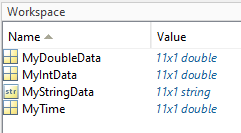 Workspace
Name Value
MyDoubleData 11x1 double
MyIntData 11x1 double
str MyStringData 11x1 string
MyTime 11x1 double